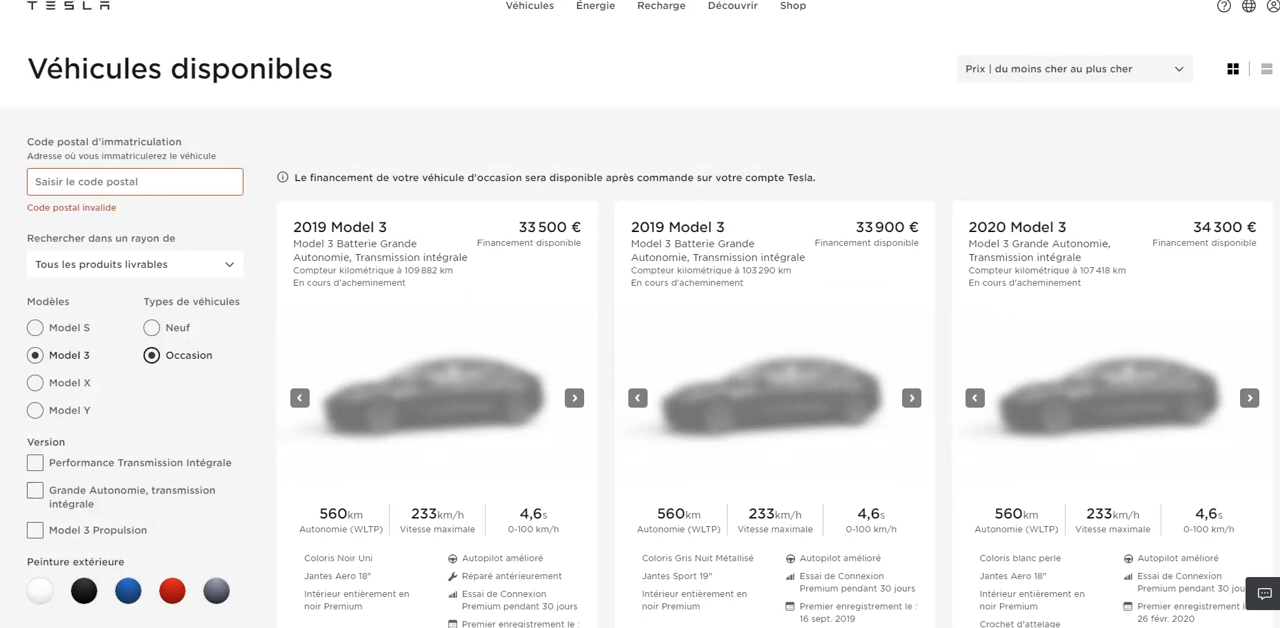 TESLA
Véhicules
Énergie
Recharge
Découvrir
Shop
Véhicules disponibles
Prix | du moins cher au plus cher
Code postal d'immatriculation
Adresse où vous immatriculerez le véhicule
Saisir le code postal
Code postal invalide
Rechercher dans un rayon de
Tous les produits livrables
Modèles
Types de véhicules
Model S
Neuf
Model 3
Occasion
Model X
Model Y
Version
Performance Transmission Intégrale
Grande Autonomie, transmission
intégrale
Model 3 Propulsion
Peinture extérieure
Le financement de votre véhicule d'occasion sera disponible après commande sur votre compte Tesla.
2019 Model 3
33 500 €
Model 3 Batterie Grande
Autonomie, Transmission intégrale
Financement disponible
Compteur kilométrique à 109 882 km
En cours d'acheminement
560km
Autonomie (WLTP)
233km/h
Vitesse maximale
4,6s
0-100 km/h
Coloris Noir Uni
Jantes Aero 18"
Intérieur entièrement en
noir Premium
Autopilot amélioré
Réparé antérieurement
Essai de Connexion
Premium pendant 30 jours
Premier enregistrement le :
2019 Model 3
33 900 €
Model 3 Batterie Grande
Autonomie, Transmission intégrale
Financement disponible
Compteur kilométrique à 103 290 km
En cours d'acheminement
560km
Autonomie (WLTP)
233km/h
Vitesse maximale
4,6s
0-100 km/h
Coloris Gris Nuit Métallisé
Jantes Sport 19"
Intérieur entièrement en
noir Premium
Autopilot amélioré
Essai de Connexion
Premium pendant 30 jours
Premier enregistrement le :
16 sept. 2019
2020 Model 3
34 300 €
Model 3 Grande Autonomie,
Transmission intégrale
Financement disponible
Compteur kilométrique à 107 418 km
En cours d'acheminement
560km
Autonomie (WLTP)
233km/h
Vitesse maximale
4,6s
0-100 km/h
Coloris blanc perle
Jantes Aero 18"
Intérieur entièrement en
noir Premium
Crochet d'attelage
Autopilot amélioré
Essai de Connexion
Premium pendant 30
Premier enregistrement
26 févr. 2020